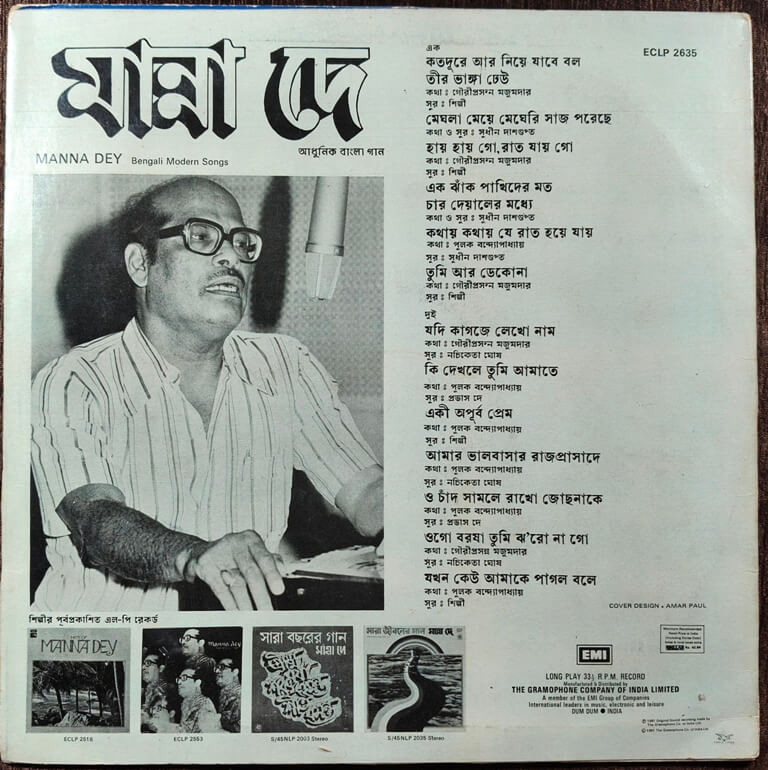 মান্না দে
আধুনিক বাংলা গান
MANNA DEY Bengali Modern Songs
ECLP 2635
এক
কতদূরে আর নিয়ে যাবে বল
তীর ভাঙ্গা ঢেউ
কথা : গৌরীপ্রসন্ন মজুমদার
সুর : শিল্পী
মেঘলা মেয়ে মেঘেরি সাজ পরেছে
কথা ও সুর : সুধীন দাশগুপ্ত
হায় হায় গো, রাত যায় গো
কথা : গৌরীপ্রসন্ন মজুমদার
সুর : শিল্পী
এক ঝাঁক পাখিদের মত
চার দেয়ালের মধ্যে
কথা ও সুর : সুধীন দাশগুপ্ত
কথায় কথায় যে রাত হয়ে যায়
কথা : পুলক বন্দ্যোপাধ্যায়
সুর : সুধীন দাশগুপ্ত
তুমি আর ডেকোনা
কথা : গৌরীপ্রসন্ন মজুমদার
সুর : শিল্পী
দুই
যদি কাগজে লেখো নাম
কথা : গৌরীপ্রসন্ন মজুমদার
সুর : নচিকেতা ঘোষ
কি দেখলে তুমি আমাতে
কথা : পুলক বন্দ্যোপাধ্যায়
সুর : প্রভাস দে
একী অপূর্ব প্রেম
কথা : পুলক বন্দ্যোপাধ্যায়
সুর : শিল্পী
আমার ভালবাসার রাজপ্রাসাদে
কথা : পুলক বন্দ্যোপাধ্যায়
সুর : নচিকেতা ঘোষ
ও চাঁদ সামলে রাখো জোছনাকে
কথা : পুলক বন্দ্যোপাধ্যায়
সুর : প্রভাস দে
ওগো বরষা তুমি ঝ'রো না গো
কথা : গৌরীপ্রসন্ন মজুমদার
সুর : নচিকেতা ঘোষ
যখন কেউ আমাকে পাগল বলে
কথা : পুলক বন্দ্যোপাধ্যায়
সুর : শিল্পী
COVER DESIGN • AMAR PAUL
শিল্পীর পূর্বপ্রকাশিত এল-পি রেকর্ড
MANNA DEY
ECLP 2518
MANNA DEY
ECLP 2553
সারা বছরের গান
মান্না দে
S/45NLP 2003 Stereo
সারা জীবনের গান মান্না দে
S/45NLP 2035 Stereo
EMI
LONG PLAY 33⅓ R.P.M. RECORD
Manufactured & Distributed by
THE GRAMOPHONE COMPANY OF INDIA LIMITED
A member of the EMI Group of Companies
International leaders in music, electronic and leisure
DUM DUM ● INDIA